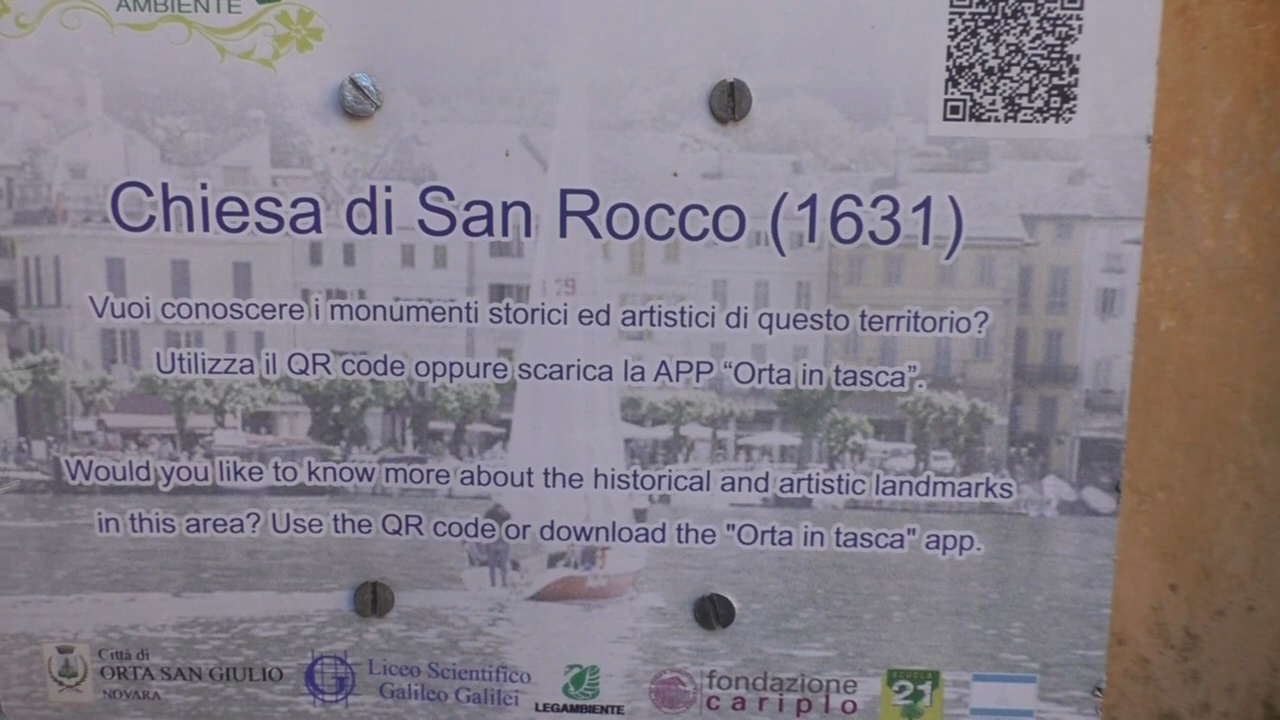 AMBIENTE
Chiesa di San Rocco (1631)
Vuoi conoscere i monumenti storici ed artistici di questo territorio?
Utilizza il QR code oppure scarica la APP “Orta in tasca”.
Would you like to know more about the historical and artistic landmarks
in this area? Use the QR code or download the "Orta in tasca" app.
Città di
ORTA SAN GIULIO
NOVARA
Liceo Scientifico
Galileo Galilei
LEGAMBIENTE
fondazione
cariplo
SCUOLA
21